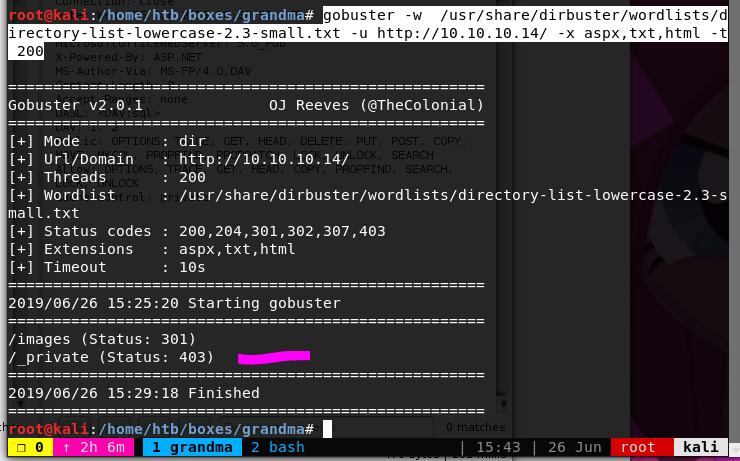 root@kali:/home/htb/boxes/grandma# gobuster -w  /usr/share/dirbuster/wordlists/d
irectory-list-lowercase-2.3-small.txt -u http://10.10.10.14/ -x aspx,txt,html -t
 200
=====================================================
Gobuster v2.0.1              OJ Reeves (@TheColonial)
=====================================================
[+] Mode         : dir
[+] Url/Domain   : http://10.10.10.14/
[+] Threads      : 200
[+] Wordlist     : /usr/share/dirbuster/wordlists/directory-list-lowercase-2.3-s
mall.txt
[+] Status codes : 200,204,301,302,307,403
[+] Extensions   : aspx,txt,html
[+] Timeout      : 10s
=====================================================
2019/06/26 15:25:20 Starting gobuster
=====================================================
/images (Status: 301)
/_private (Status: 403)
=====================================================
2019/06/26 15:29:18 Finished
=====================================================
root@kali:/home/htb/boxes/grandma#
0 matches
❐ 0 ↑ 2h 6m 1 grandma 2 bash | 15:43 | 26 Jun root kali